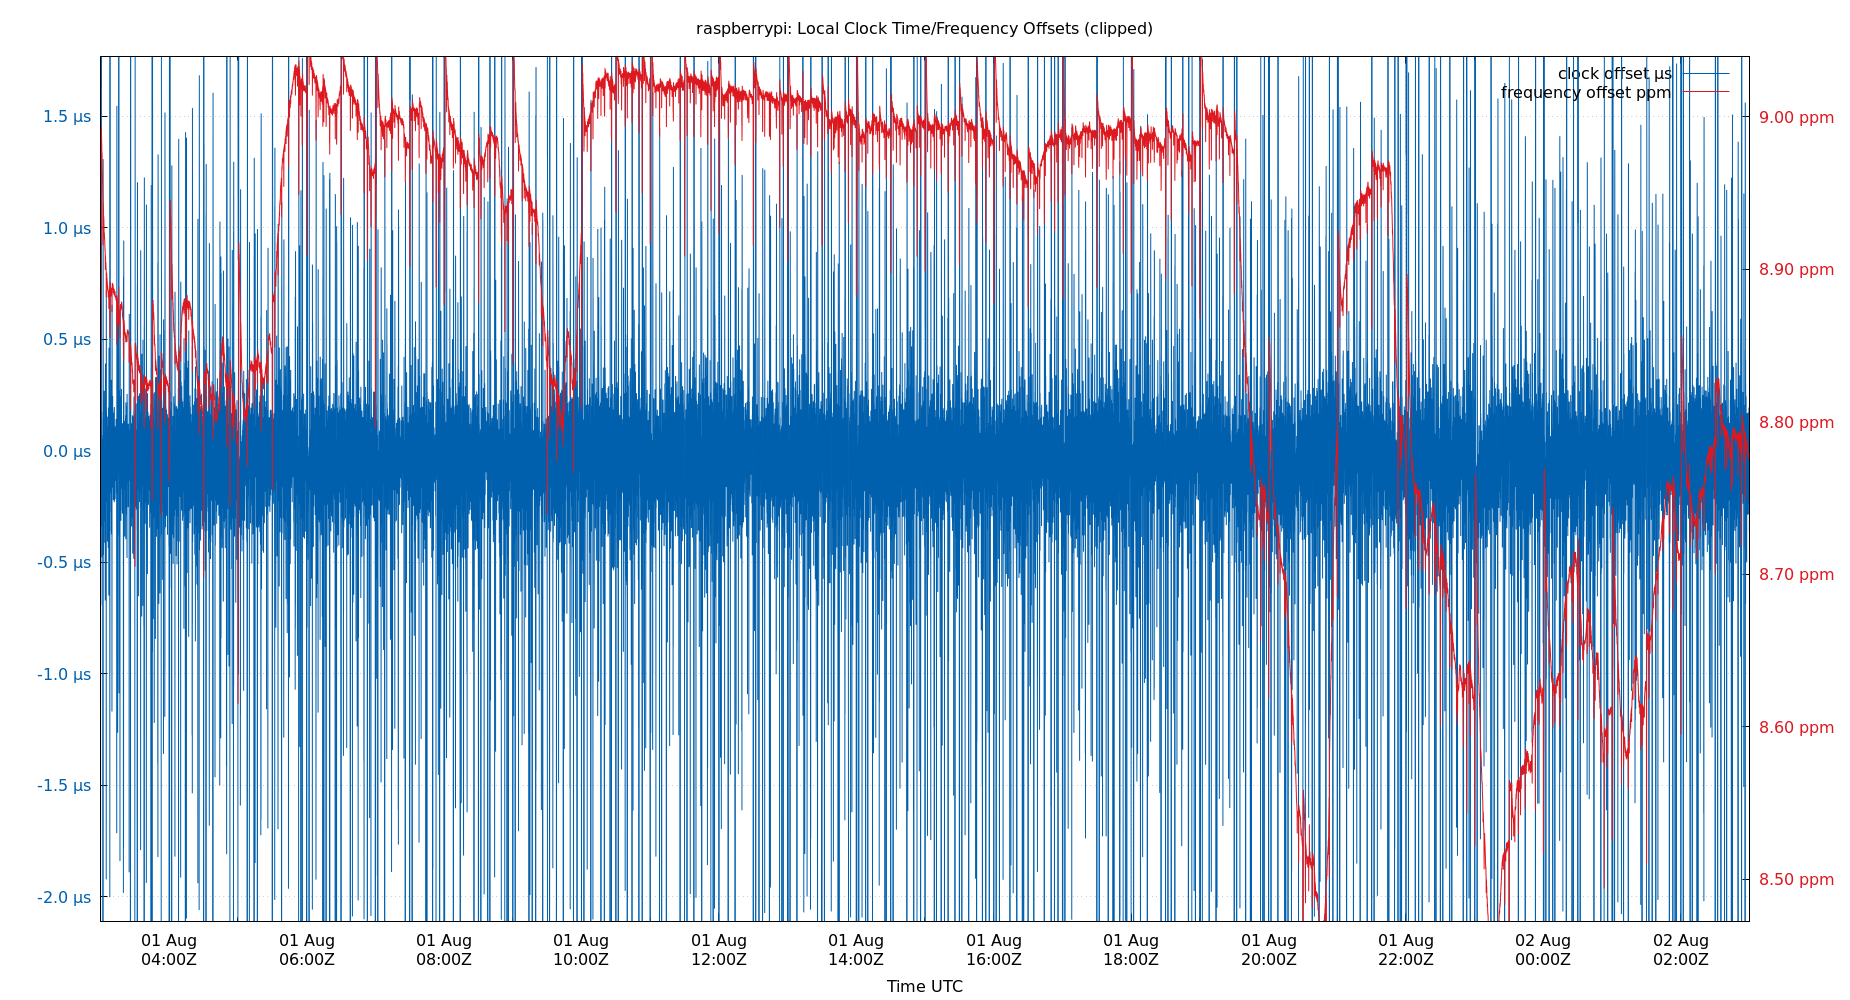 raspberrypi: Local Clock Time/Frequency Offsets (clipped)
clock offset µs
frequency offset ppm
1.5 µs
1.0 µs
0.5 µs
0.0 µs
-0.5 µs
-1.0 µs
-1.5 µs
-2.0 µs
9.00 ppm
8.90 ppm
8.80 ppm
8.70 ppm
8.60 ppm
8.50 ppm
01 Aug 01 Aug 01 Aug 01 Aug 01 Aug 01 Aug 01 Aug 01 Aug 01 Aug 01 Aug 02 Aug 02 Aug
04:00Z 06:00Z 08:00Z 10:00Z 12:00Z 14:00Z 16:00Z 18:00Z 20:00Z 22:00Z 00:00Z 02:00Z
Time UTC